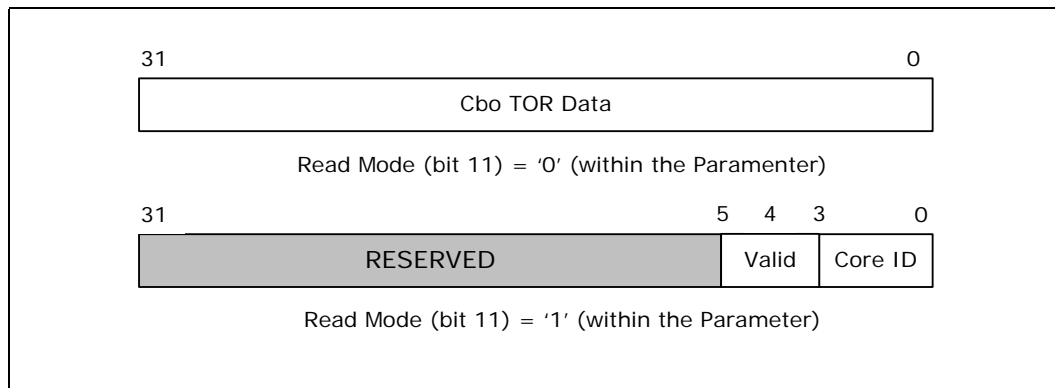 31 0
Cbo TOR Data
Read Mode (bit 11) = ‘0’ (within the Paramenter)
31 5 4 3 0
RESERVED Valid Core ID
Read Mode (bit 11) = ‘1’ (within the Parameter)